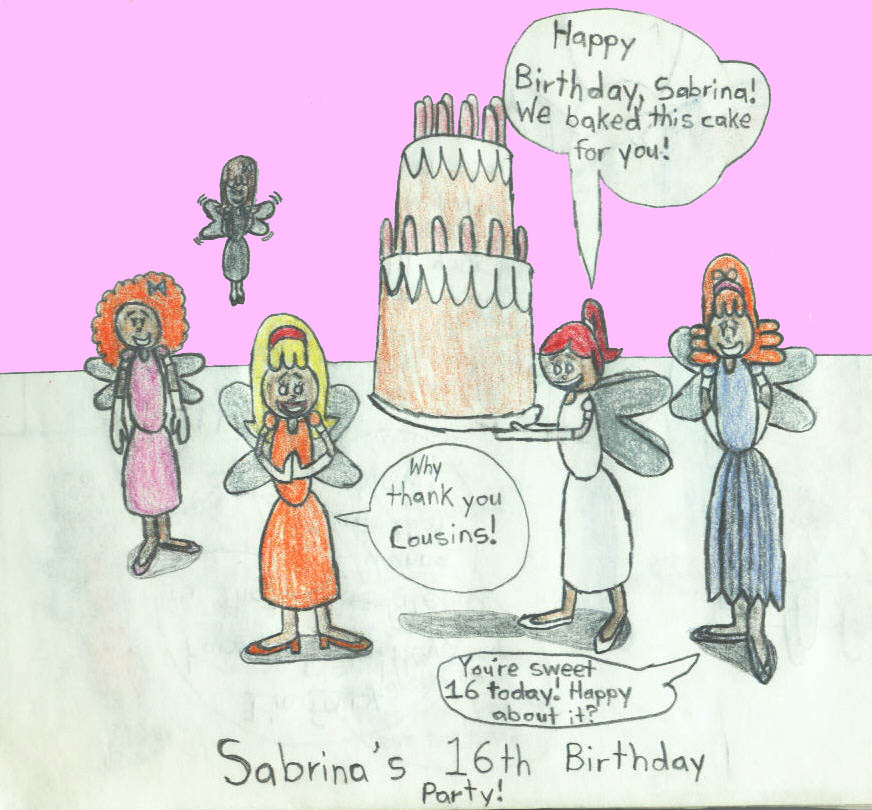 Happy
Birthday, Sabrina!
We baked this cake
for you!
Why
thank you
Cousins!
You're sweet
16 today! Happy
about it?
Sabrina's 16th Birthday
Party!